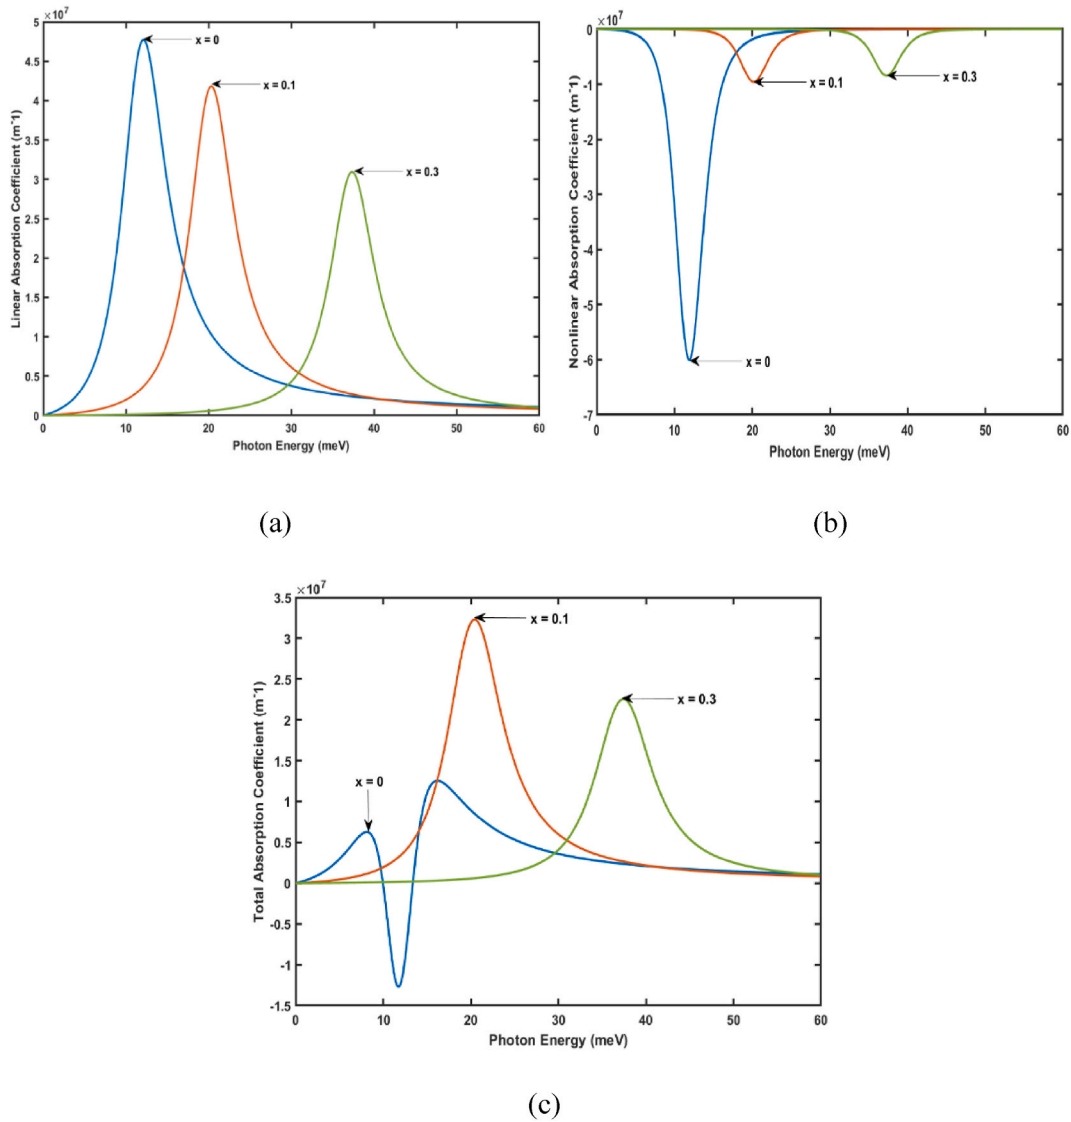 ×10^7
5
4.5
4
3.5
3
2.5
2
1.5
1
0.5
0
Linear Absorption Coefficient (m^-1)
x = 0
x = 0.1
x = 0.3
0 10 20 30 40 50 60
Photon Energy (meV)
(a)
×10^7
0
-1
-2
-3
-4
-5
-6
-7
Nonlinear Absorption Coefficient (m^-1)
x = 0.1
x = 0.3
x = 0
0 10 20 30 40 50 60
Photon Energy (meV)
(b)
×10^7
3.5
3
2.5
2
1.5
1
0.5
0
-0.5
-1
-1.5
Total Absorption Coefficient (m^-1)
x = 0.1
x = 0.3
x = 0
0 10 20 30 40 50 60
Photon Energy (meV)
(c)